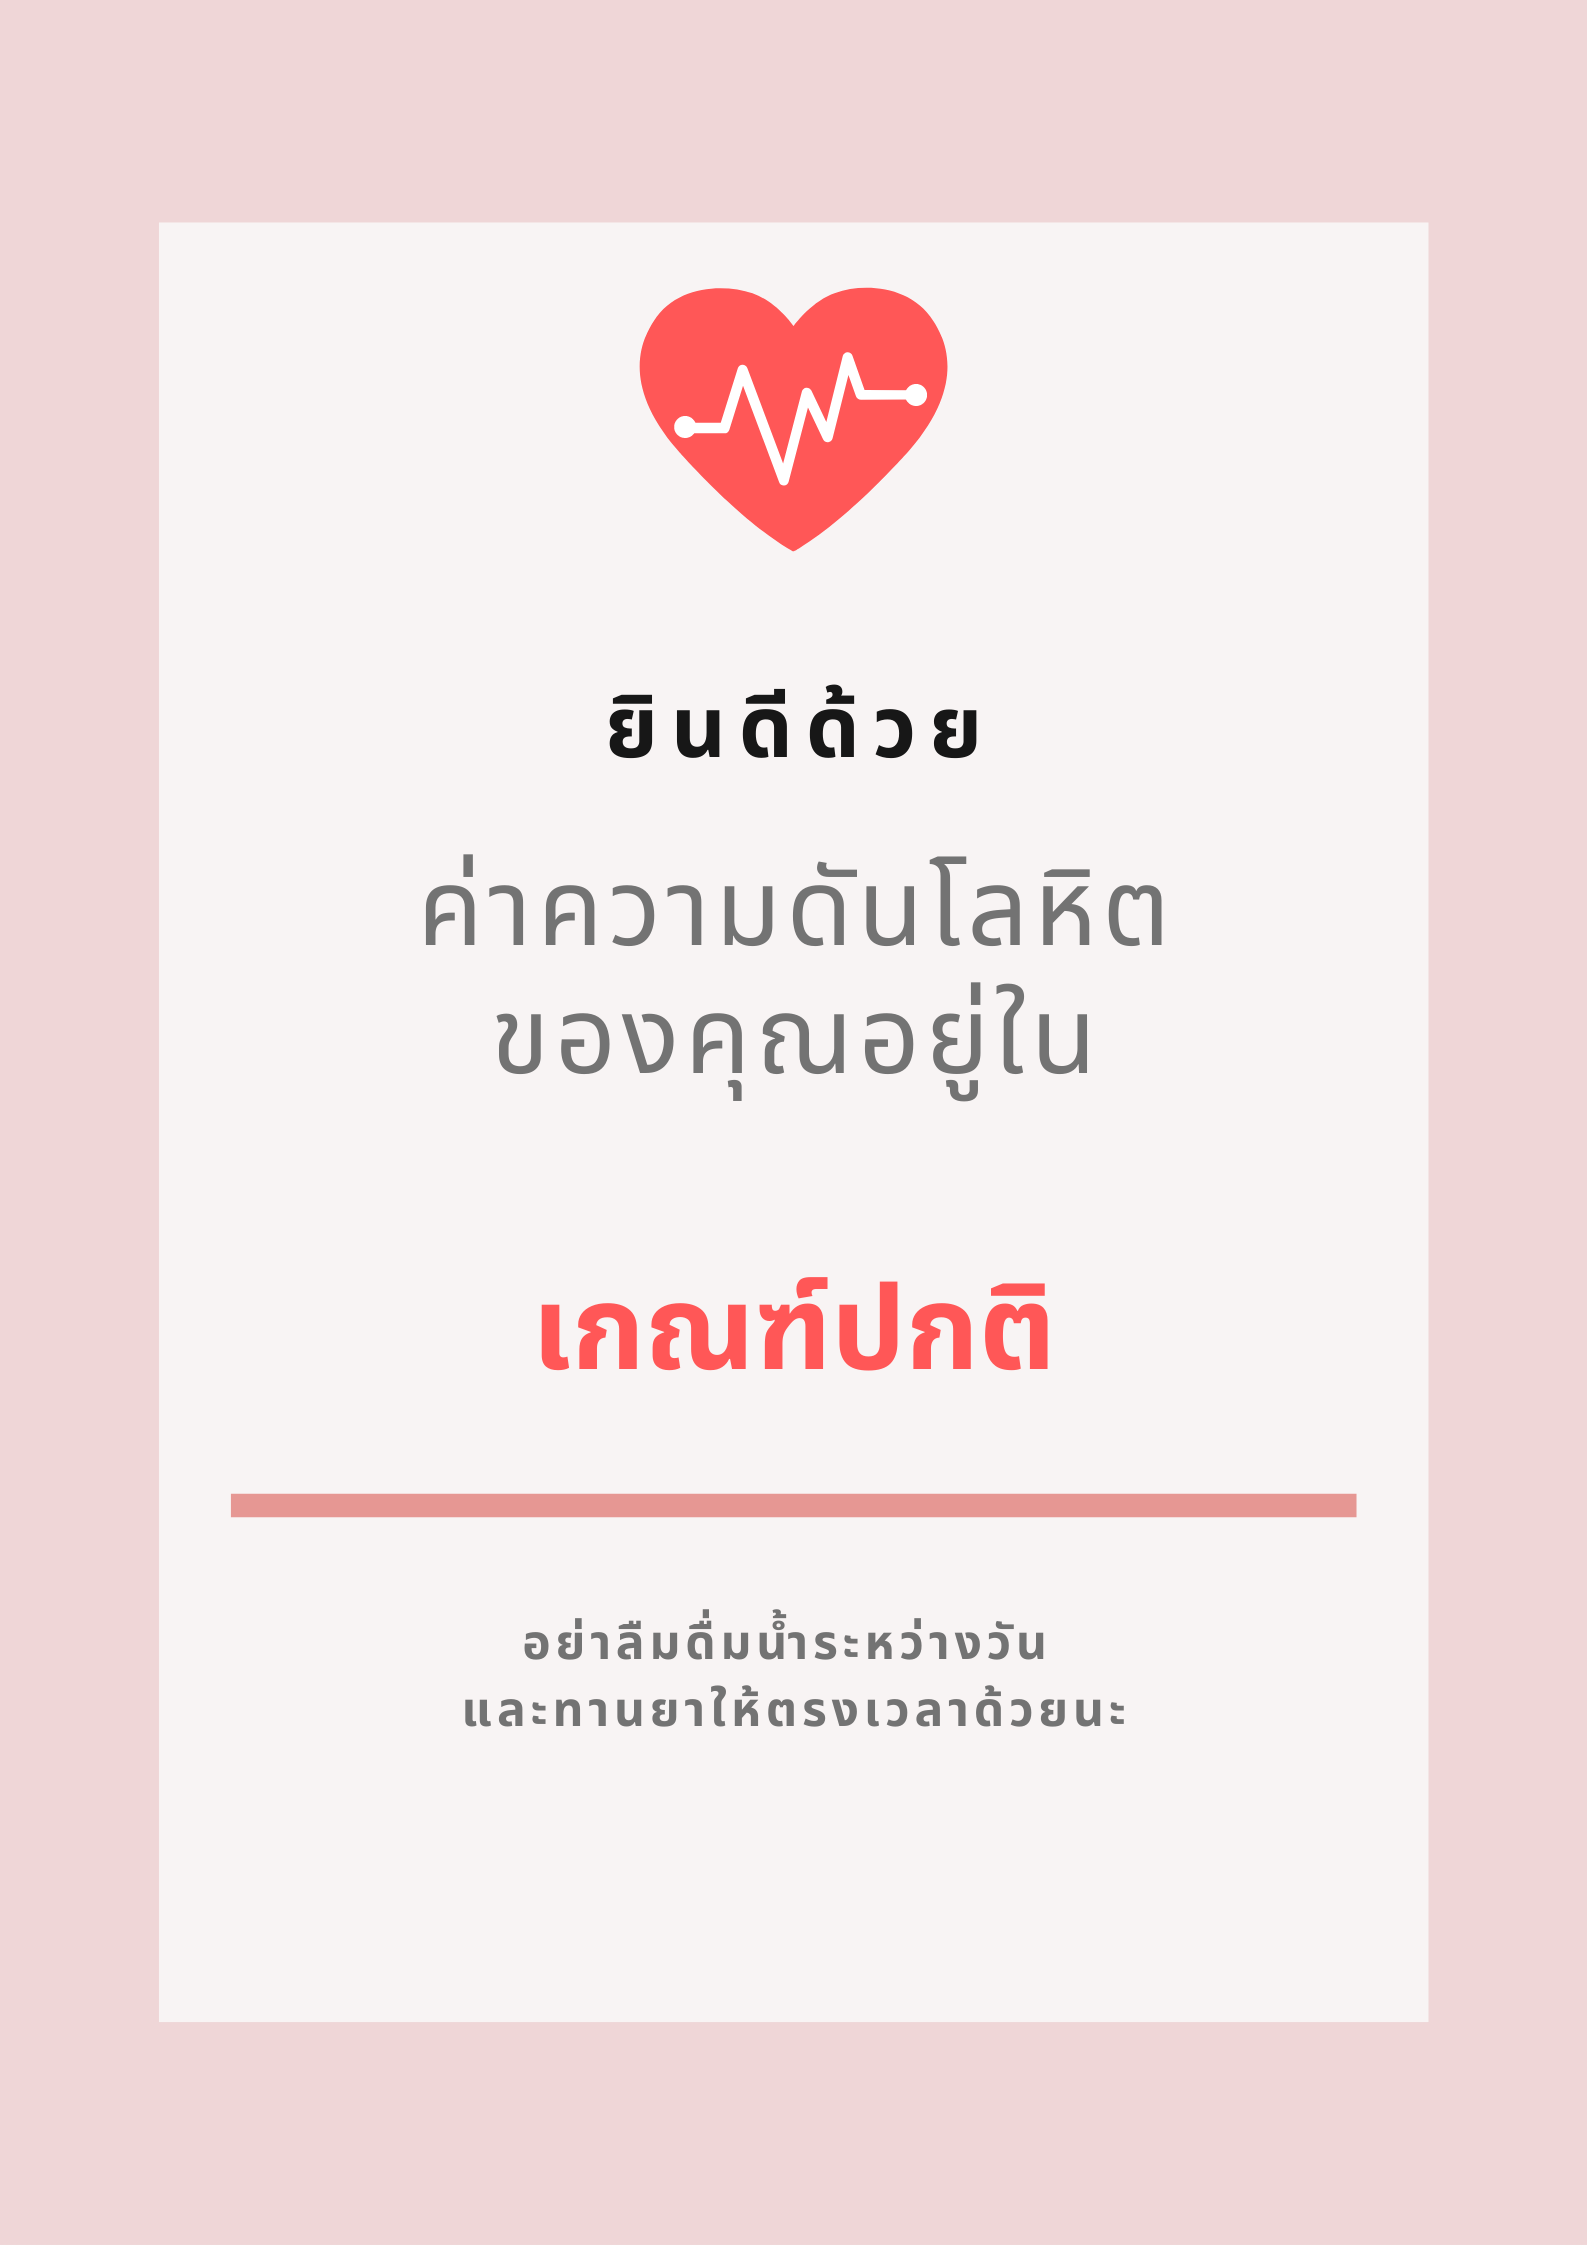 ยินดีด้วย
ค่าความดันโลหิต
ของคุณอยู่ใน
เกณฑ์ปกติ
อย่าลืมดื่มน้ำระหว่างวัน
และทานยาให้ตรงเวลาด้วยนะ